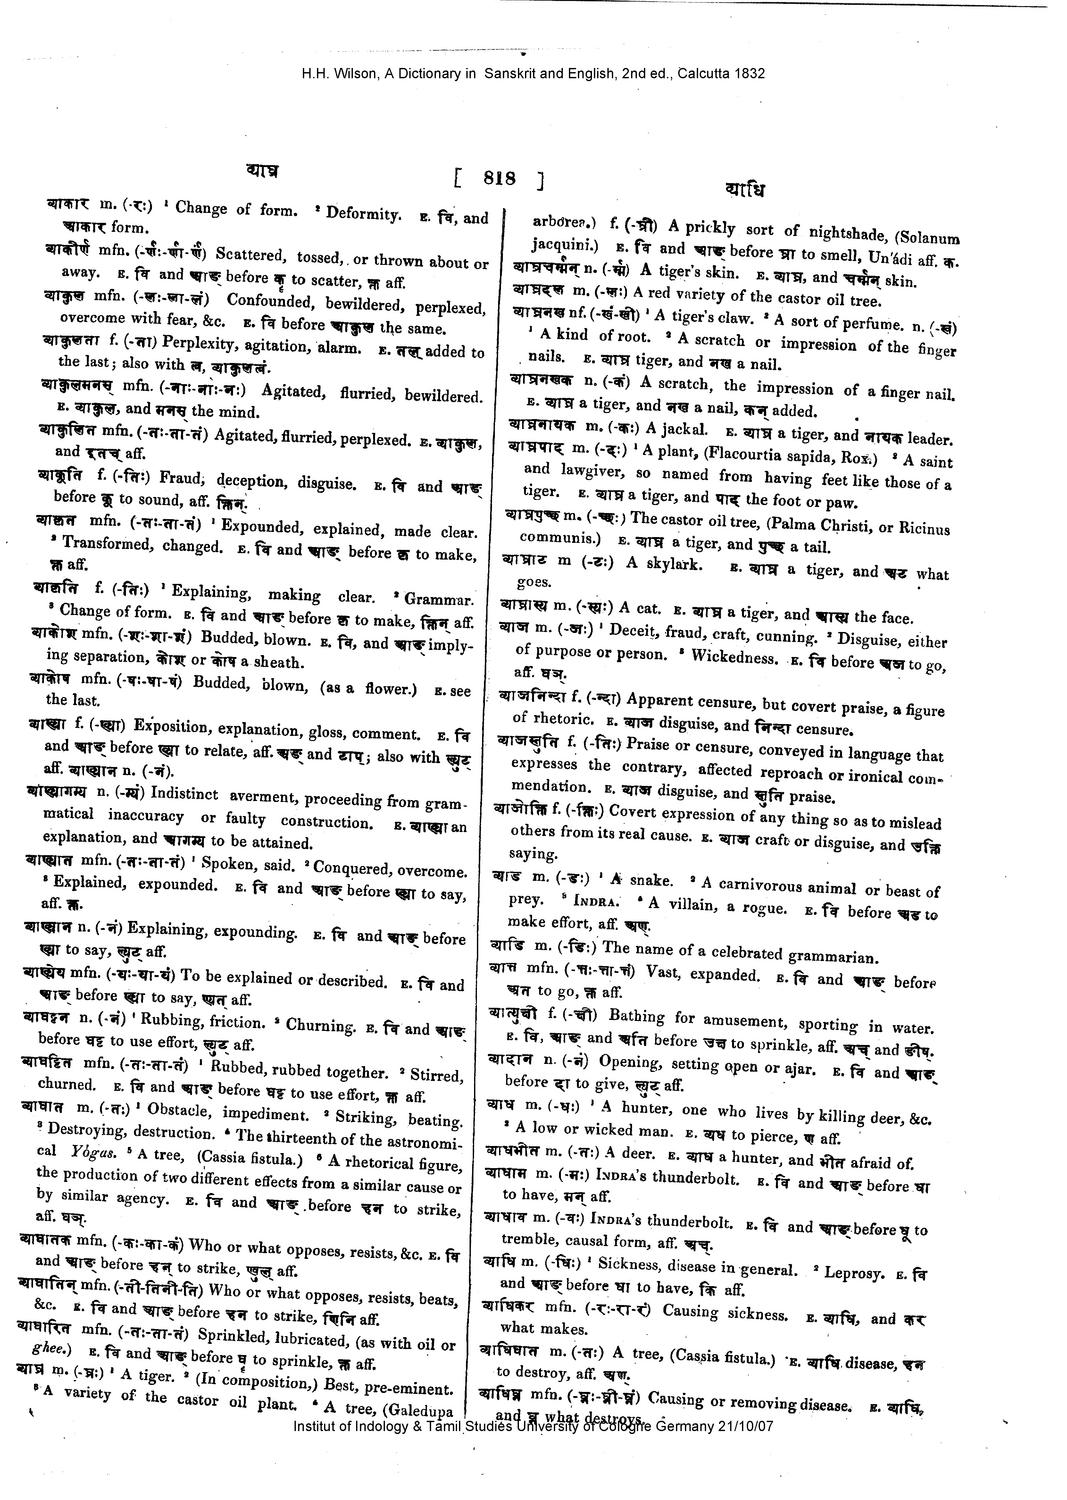 H.H. Wilson, A Dictionary in Sanskrit and English, 2nd ed., Calcutta 1832
व्याघ्र
[ 818 ]
व्याधि
व्याकार m. (-रः) ¹ Change of form. ² Deformity. E. वि, and
आकार form.
व्याकीर्ण mfn. (-र्णः-र्णा-र्णं) Scattered, tossed, or thrown about or
away. E. वि and आङ् before कॄ to scatter, क्त aff.
व्याकुल mfn. (-लः-ला-लं) Confounded, bewildered, perplexed,
overcome with fear, &c. E. वि before आकुल the same.
व्याकुलता f. (-ता) Perplexity, agitation, alarm. E. तल् added to
the last; also with त्व, व्याकुलत्वं.
व्याकुलमनस् mfn. (-नाः-नाः-नः) Agitated, flurried, bewildered.
E. व्याकुल, and मनस् the mind.
व्याकुलित mfn. (-तः-ता-तं) Agitated, flurried, perplexed. E. व्याकुल,
and इतच् aff.
व्याकूति f. (-तिः) Fraud, deception, disguise. E. वि and आङ्
before कू to sound, aff. क्तिन्.
व्याकृत mfn. (-तः-ता-तं) ¹ Expounded, explained, made clear.
² Transformed, changed. E. वि and आङ् before कृ to make,
क्त aff.
व्याकृति f. (-तिः) ¹ Explaining, making clear. ² Grammar.
³ Change of form. E. वि and आङ् before कृ to make, क्तिन् aff.
व्याकोश mfn. (-शः-शा-शं) Budded, blown. E. वि, and आङ् imply-
ing separation, कोश or कोष a sheath.
व्याकोष mfn. (-षः-षा-षं) Budded, blown, (as a flower.) E. see
the last.
व्याख्या f. (-ख्या) Exposition, explanation, gloss, comment. E. वि
and आङ् before ख्या to relate, aff. अङ् and टाप्; also with ल्युट्
aff. व्याख्यान n. (-नं).
व्याख्यागम्य n. (-म्यं) Indistinct averment, proceeding from gram-
matical inaccuracy or faulty construction. E. व्याख्या an
explanation, and आगम्य to be attained.
व्याख्यात mfn. (-तः-ता-तं) ¹ Spoken, said. ² Conquered, overcome.
³ Explained, expounded. E. वि and आङ् before ख्या to say,
aff. क्त.
व्याख्यान n. (-नं) Explaining, expounding. E. वि and आङ् before
ख्या to say, ल्युट् aff.
व्याख्येय mfn. (-यः-या-यं) To be explained or described. E. वि and
आङ् before ख्या to say, यत् aff.
व्याघट्टन n. (-नं) ¹ Rubbing, friction. ² Churning. E. वि and आङ्
before घट्ट to use effort, ल्युट् aff.
व्याघट्टित mfn. (-तः-ता-तं) ¹ Rubbed, rubbed together. ² Stirred,
churned. E. वि and आङ् before घट्ट to use effort, क्त aff.
व्याघात m. (-तः) ¹ Obstacle, impediment. ² Striking, beating.
³ Destroying, destruction. ⁴ The thirteenth of the astronomi-
cal Yógas. ⁵ A tree, (Cassia fistula.) ⁶ A rhetorical figure,
the production of two different effects from a similar cause or
by similar agency. E. वि and आङ् before हन to strike,
aff. घञ्.
व्याघातक mfn. (-कः-का-कं) Who or what opposes, resists, &c. E. वि
and आङ् before हन् to strike, ण्वुल् aff.
व्याघातिन् mfn. (-ती-तिनी-ति) Who or what opposes, resists, beats,
&c. E. वि and आङ् before हन to strike, णिनि aff.
व्याघारित mfn. (-तः-ता-तं) Sprinkled, lubricated, (as with oil or
ghee.) E. वि and आङ् before घृ to sprinkle, क्त aff.
व्याघ्र m. (-घ्रः) ¹ A tiger. ² (In composition,) Best, pre-eminent.
³ A variety of the castor oil plant. ⁴ A tree, (Galedupa
arborea.) f. (-घ्री) A prickly sort of nightshade, (Solanum
jacquini.) E. वि and आङ् before घ्रा to smell, Un'ádi aff. क.
व्याघ्रचर्म्मन् n. (-र्म्म) A tiger's skin. E. व्याघ्र, and चर्म्मन् skin.
व्याघ्रदल m. (-लः) A red variety of the castor oil tree.
व्याघ्रनख nf. (-खं-खी) ¹ A tiger's claw. ² A sort of perfume. n. (-खं)
¹ A kind of root. ² A scratch or impression of the finger
nails. E. व्याघ्र tiger, and नख a nail.
व्याघ्रनखक n. (-कं) A scratch, the impression of a finger nail.
E. व्याघ्र a tiger, and नख a nail, कन् added.
व्याघ्रनायक m. (-कः) A jackal. E. व्याघ्र a tiger, and नायक leader.
व्याघ्रपाद् m. (-दः) ¹ A plant, (Flacourtia sapida, Rox.) ² A saint
and lawgiver, so named from having feet like those of a
tiger. E. व्याघ्र a tiger, and पाद् the foot or paw.
व्याघ्रपुच्छ m. (-च्छः) The castor oil tree, (Palma Christi, or Ricinus
communis.) E. व्याघ्र a tiger, and पुच्छ a tail.
व्याघ्राट m (-टः) A skylark. E. व्याघ्र a tiger, and अट what
goes.
व्याघ्रास्य m. (-स्यः) A cat. E. व्याघ्र a tiger, and आस्य the face.
व्याज m. (-जः) ¹ Deceit, fraud, craft, cunning. ² Disguise, either
of purpose or person. ³ Wickedness. E. वि before अज to go,
aff. घञ्.
व्याजनिन्दा f. (-न्दा) Apparent censure, but covert praise, a figure
of rhetoric. E. व्याज disguise, and निन्दा censure.
व्याजस्तुति f. (-तिः) Praise or censure, conveyed in language that
expresses the contrary, affected reproach or ironical com-
mendation. E. व्याज disguise, and स्तुति praise.
व्याजोक्ति f. (-क्तिः) Covert expression of any thing so as to mislead
others from its real cause. E. व्याज craft or disguise, and उक्ति
saying.
व्याड m. (-डः) ¹ A snake. ² A carnivorous animal or beast of
prey. ³ INDRA. ⁴ A villain, a rogue. E. वि before अड to
make effort, aff. अण्.
व्याडि m. (-डिः) The name of a celebrated grammarian.
व्यात्त mfn. (-त्तः-त्ता-त्तं) Vast, expanded. E. वि and आङ् before
अत to go, क्त aff.
व्यात्युक्षी f. (-क्षी) Bathing for amusement, sporting in water.
E. वि, आङ् and अति before उक्ष to sprinkle, aff. अच् and ङीष्.
व्यादान n. (-नं) Opening, setting open or ajar. E. वि and आङ्
before दा to give, ल्युट् aff.
व्याध m. (-धः) ¹ A hunter, one who lives by killing deer, &c.
² A low or wicked man. E. व्यध to pierce, ण aff.
व्याधभीत m. (-तः) A deer. E. व्याध a hunter, and भीत afraid of.
व्याधाम m. (-मः) INDRA's thunderbolt. E. वि and आङ् before धा
to have, मन् aff.
व्याधाव m. (-वः) INDRA's thunderbolt. E. वि and आङ् before धू to
tremble, causal form, aff. अच्.
व्याधि m. (-धिः) ¹ Sickness, disease in general. ² Leprosy. E. वि
and आङ् before धा to have, कि aff.
व्याधिकर mfn. (-रः-रा-रं) Causing sickness. E. व्याधि, and कर
what makes.
व्याधिघात m. (-तः) A tree, (Cassia fistula.) E. व्याधि disease, हन
to destroy, aff. अण्.
व्याधिघ्न mfn. (-घ्नः-घ्नी-घ्नं) Causing or removing disease. E. व्याधि,
and घ्न what destroys.
Institut of Indology & Tamil Studies University of Cologne Germany 21/10/07